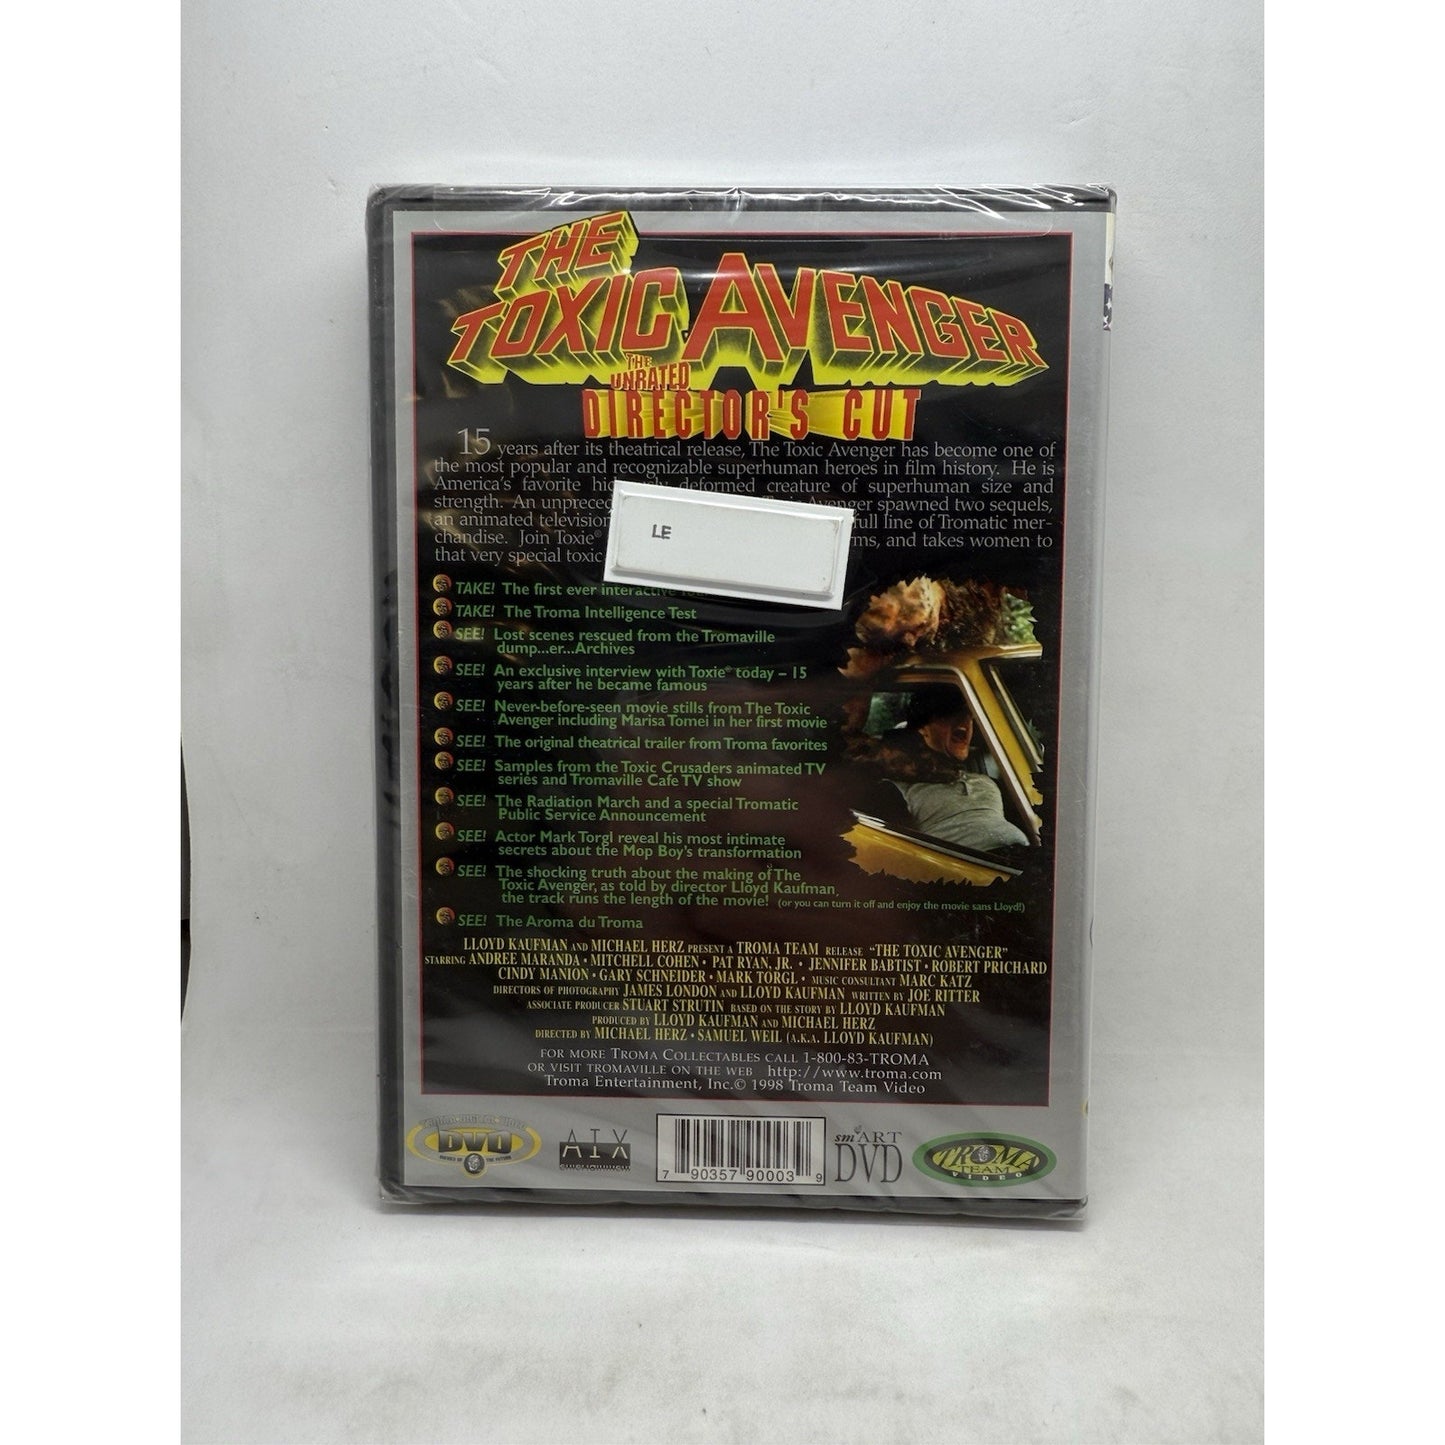 THE
TOXIC AVENGER
THE
UNRATED
DIRECTOR'S CUT
15 years after its theatrical release, The Toxic Avenger has become one of
the most popular and recognizable superhuman heroes in film history. He is
America's favorite deformed creature of superhuman size and
strength. An Avenger spawned two sequels,
an animated television full line of Tromatic mer-
chandise. Join Toxie® and takes women to
that very special toxic
LE
TAKE! The first ever interactive
TAKE! The Troma Intelligence Test
SEE! Lost scenes rescued from the Tromaville
dump...er...Archives
SEE! An exclusive interview with Toxie® today – 15
years after he became famous
SEE! Never-before-seen movie stills from The Toxic
Avenger including Marisa Tomei in her first movie
SEE! The original theatrical trailer from Troma favorites
SEE! Samples from the Toxic Crusaders animated TV
series and Tromaville Cafe TV show
SEE! The Radiation March and a special Tromatic
Public Service Announcement
SEE! Actor Mark Torgl reveal his most intimate
secrets about the Mop Boy's transformation
SEE! The shocking truth about the making of The
Toxic Avenger, as told by director Lloyd Kaufman,
the track runs the length of the movie! (or you can turn it off and enjoy the movie sans Lloyd!)
SEE! The Aroma du Troma
LLOYD KAUFMAN AND MICHAEL HERZ PRESENT A TROMA TEAM RELEASE "THE TOXIC AVENGER"
STARRING ANDREE MARANDA • MITCHELL COHEN • PAT RYAN, JR. • JENNIFER BABTIST • ROBERT PRICHARD
CINDY MANION • GARY SCHNEIDER • MARK TORGL • MUSIC CONSULTANT MARC KATZ
DIRECTORS OF PHOTOGRAPHY JAMES LONDON AND LLOYD KAUFMAN WRITTEN BY JOE RITTER
ASSOCIATE PRODUCER STUART STRUTIN BASED ON THE STORY BY LLOYD KAUFMAN
PRODUCED BY LLOYD KAUFMAN AND MICHAEL HERZ
DIRECTED BY MICHAEL HERZ • SAMUEL WEIL (A.K.A. LLOYD KAUFMAN)
FOR MORE TROMA COLLECTABLES CALL 1-800-83-TROMA
OR VISIT TROMAVILLE ON THE WEB http://www.troma.com
Troma Entertainment, Inc.© 1998 Troma Team Video
DVD
AIX
7 90357 90003 9
sm'ART
DVD
TROMA
TEAM
VIDEO